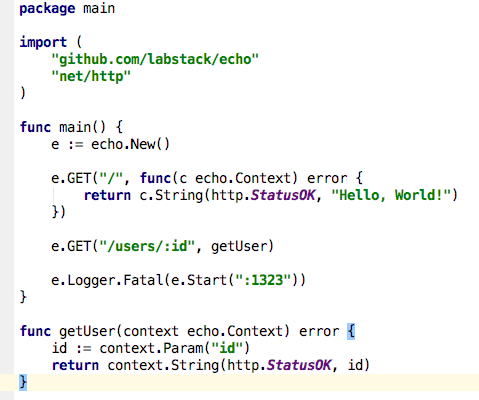 package main
import (
"github.com/labstack/echo"
"net/http"
)
func main() {
e := echo.New()
e.GET("/", func(c echo.Context) error {
return c.String(http.StatusOK, "Hello, World!")
})
e.GET("/users/:id", getUser)
e.Logger.Fatal(e.Start(":1323"))
}
func getUser(context echo.Context) error {
id := context.Param("id")
return context.String(http.StatusOK, id)
}